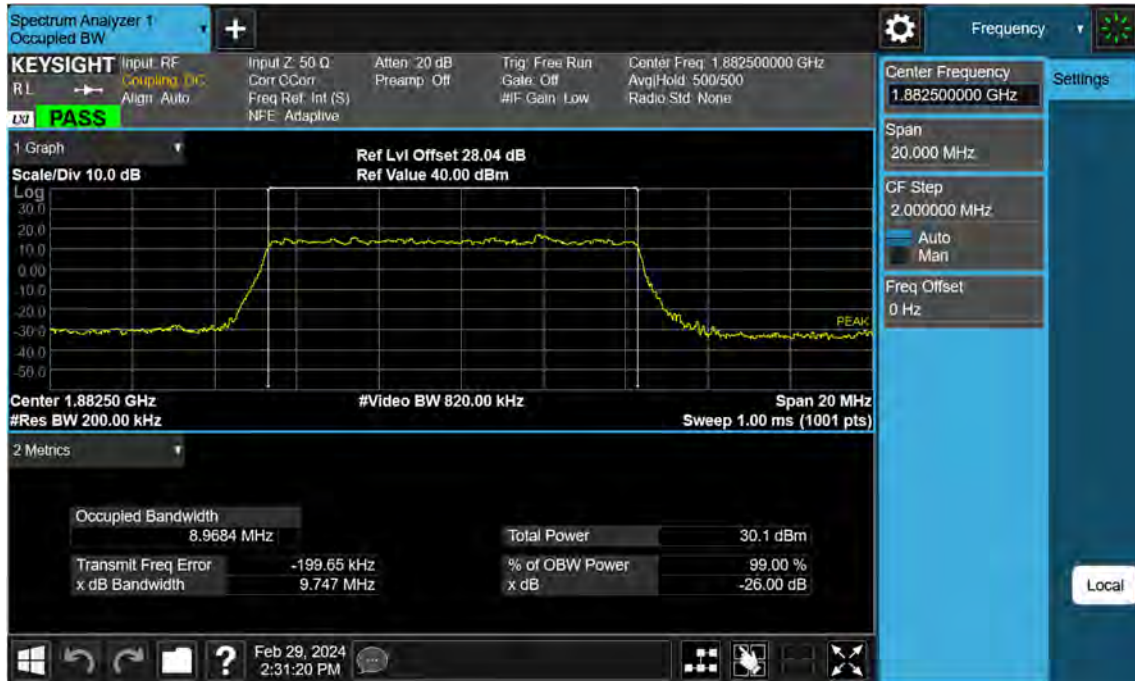 Spectrum Analyzer 1
Occupied BW
Frequency
KEYSIGHT Input: RF Input Z: 50 Ω Atten: 20 dB Trig: Free Run Center Freq: 1.882500000 GHz
RL Coupling: DC Corr CCorr Preamp: Off Gate: Off Avg|Hold: 500/500
Align: Auto Freq Ref: Int (S) #IF Gain: Low Radio Std: None
LXI PASS NFE: Adaptive
Center Frequency
1.882500000 GHz
Settings
Span
20.000 MHz
CF Step
2.000000 MHz
Auto
Man
Freq Offset
0 Hz
Local
1 Graph
Ref Lvl Offset 28.04 dB
Scale/Div 10.0 dB Ref Value 40.00 dBm
Log
30.0
20.0
10.0
0.00
-10.0
-20.0
-30.0
PEAK
-40.0
-50.0
Center 1.88250 GHz #Video BW 820.00 kHz Span 20 MHz
#Res BW 200.00 kHz Sweep 1.00 ms (1001 pts)
2 Metrics
Occupied Bandwidth
8.9684 MHz Total Power 30.1 dBm
Transmit Freq Error -199.65 kHz % of OBW Power 99.00 %
x dB Bandwidth 9.747 MHz x dB -26.00 dB
?
Feb 29, 2024
2:31:20 PM